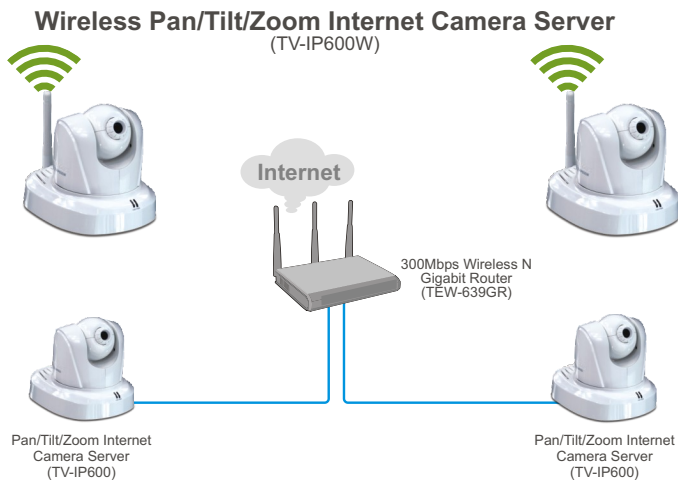 Wireless Pan/Tilt/Zoom Internet Camera Server
(TV-IP600W)
Internet
300Mbps Wireless N
Gigabit Router
(TEW-639GR)
Pan/Tilt/Zoom Internet
Camera Server
(TV-IP600)
Pan/Tilt/Zoom Internet
Camera Server
(TV-IP600)